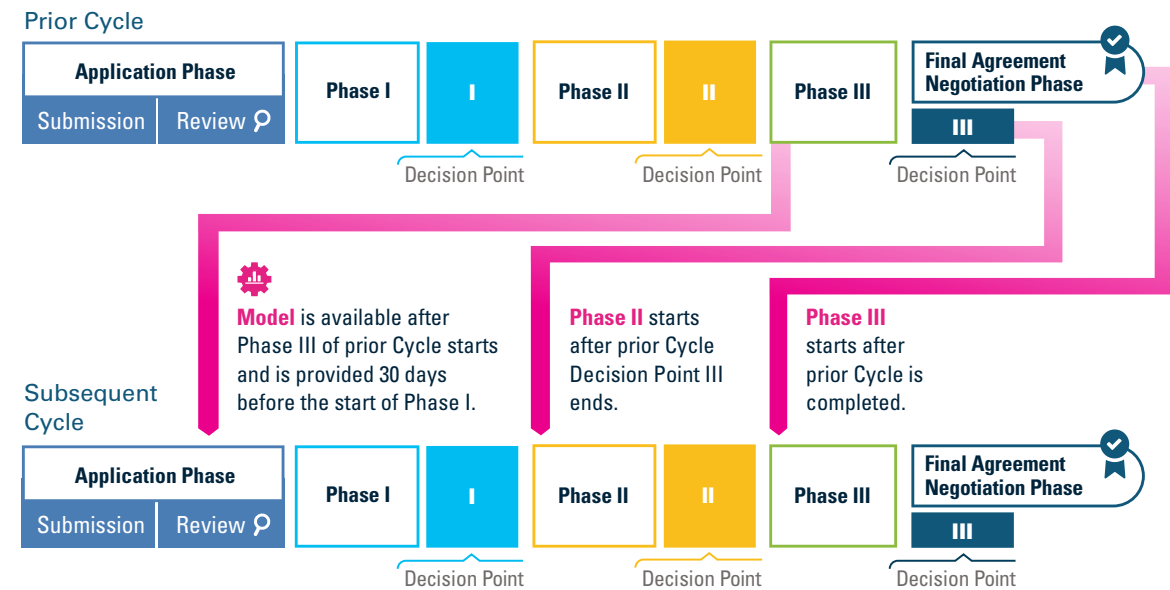 Prior Cycle
Application Phase
Submission
Review
Phase I
I
Phase II
II
Phase III
Final Agreement
Negotiation Phase
III
Decision Point
Decision Point
Decision Point
Model is available after
Phase III of prior Cycle starts
and is provided 30 days
before the start of Phase I.
Phase II starts
after prior Cycle
Decision Point III
ends.
Phase III
starts after
prior Cycle is
completed.
Subsequent
Cycle
Application Phase
Submission
Review
Phase I
I
Phase II
II
Phase III
Final Agreement
Negotiation Phase
III
Decision Point
Decision Point
Decision Point